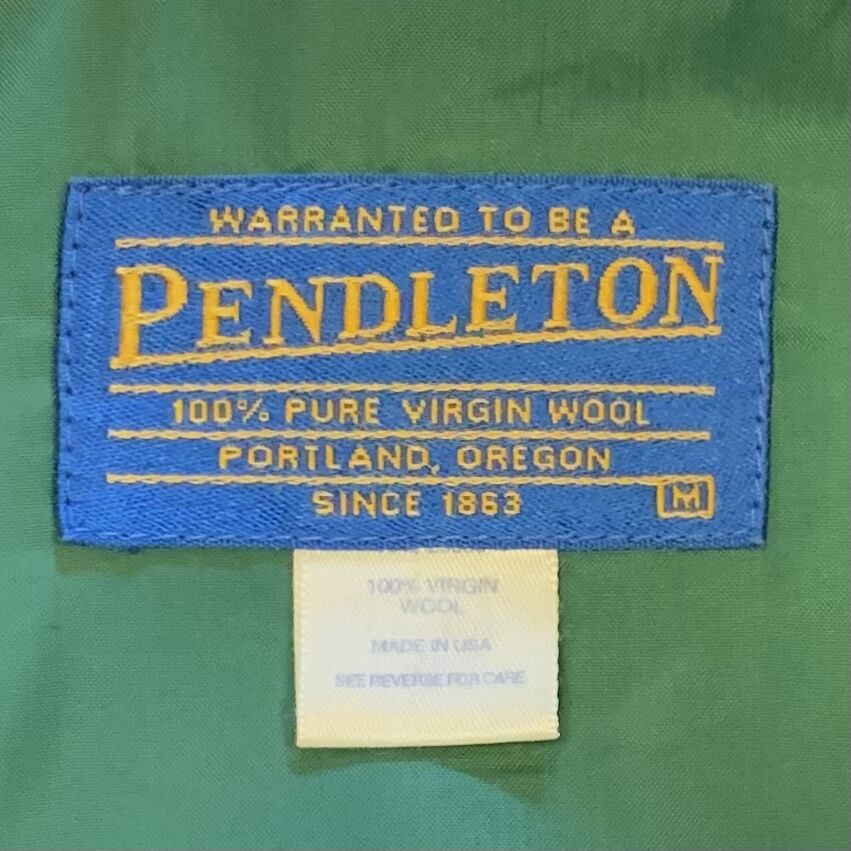 WARRANTED TO BE A
PENDLETON
100% PURE VIRGIN WOOL
PORTLAND, OREGON
SINCE 1863
M
100% VIRGIN
WOOL
MADE IN USA
SEE REVERSE FOR CARE